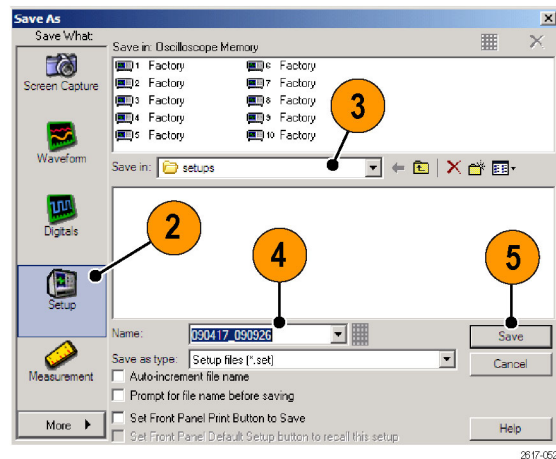 Save As
Save What:
Save in: Oscilloscope Memory
Screen Capture
1 Factory
2 Factory
3 Factory
4 Factory
5 Factory
6 Factory
7 Factory
8 Factory
9 Factory
10 Factory
3
Waveform
Save in: setups
Digitals
2
4
5
Setup
Name: 090417_090926
Save
Save as type: Setup files (*.set)
Cancel
Measurement
Auto-increment file name
Prompt for file name before saving
Set Front Panel Print Button to Save
More
Help
Set Front Panel Default Setup button to recall this setup
2617-052